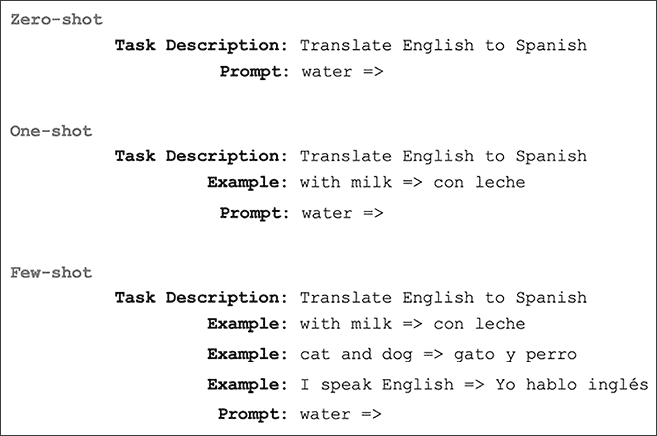 Zero-shot
Task Description: Translate English to Spanish
Prompt: water =>
One-shot
Task Description: Translate English to Spanish
Example: with milk => con leche
Prompt: water =>
Few-shot
Task Description: Translate English to Spanish
Example: with milk => con leche
Example: cat and dog => gato y perro
Example: I speak English => Yo hablo inglés
Prompt: water =>